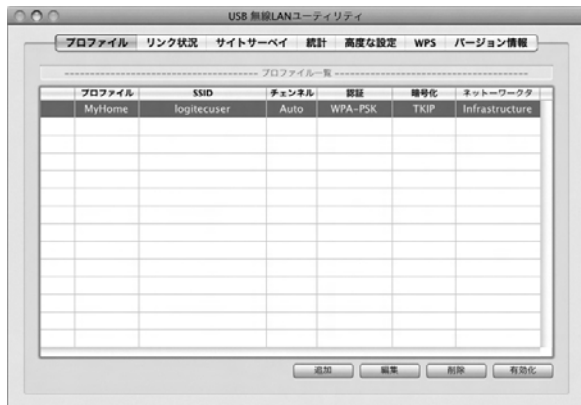 USB 無線LANユーティリティ
プロファイル リンク状況 サイトサーベイ 統計 高度な設定 WPS バージョン情報
プロファイル一覧
プロファイル SSID チェンネル 認証 暗号化 ネットーワークタ
MyHome logitecuser Auto WPA-PSK TKIP Infrastructure
追加 編集 削除 有効化